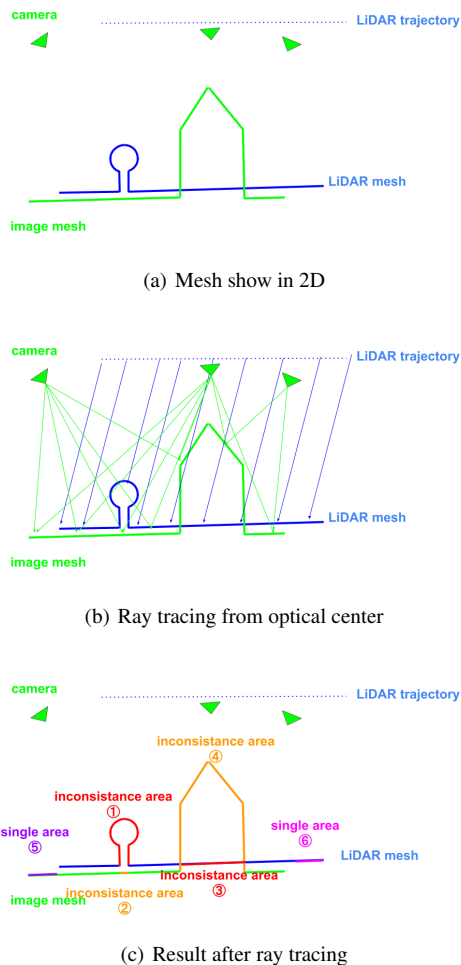 camera
LiDAR trajectory
LiDAR mesh
image mesh
(a) Mesh show in 2D
camera
LiDAR trajectory
LiDAR mesh
image mesh
(b) Ray tracing from optical center
camera
LiDAR trajectory
inconsistance area
④
inconsistance area
①
single area
⑤
single area
⑥
LiDAR mesh
inconsistance area
③
image mesh
inconsistance area
②
(c) Result after ray tracing